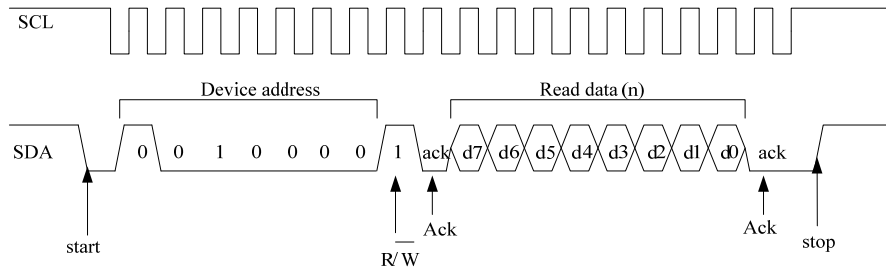 SCL
Device address
Read data (n)
SDA
0 0 1 0 0 0 0 1 ack d7 d6 d5 d4 d3 d2 d1 d0 ack
start
Ack
Ack
stop
R/W̅